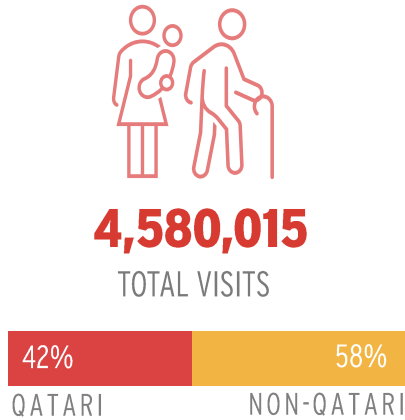 4,580,015
TOTAL VISITS
42% 58%
QATARI NON-QATARI